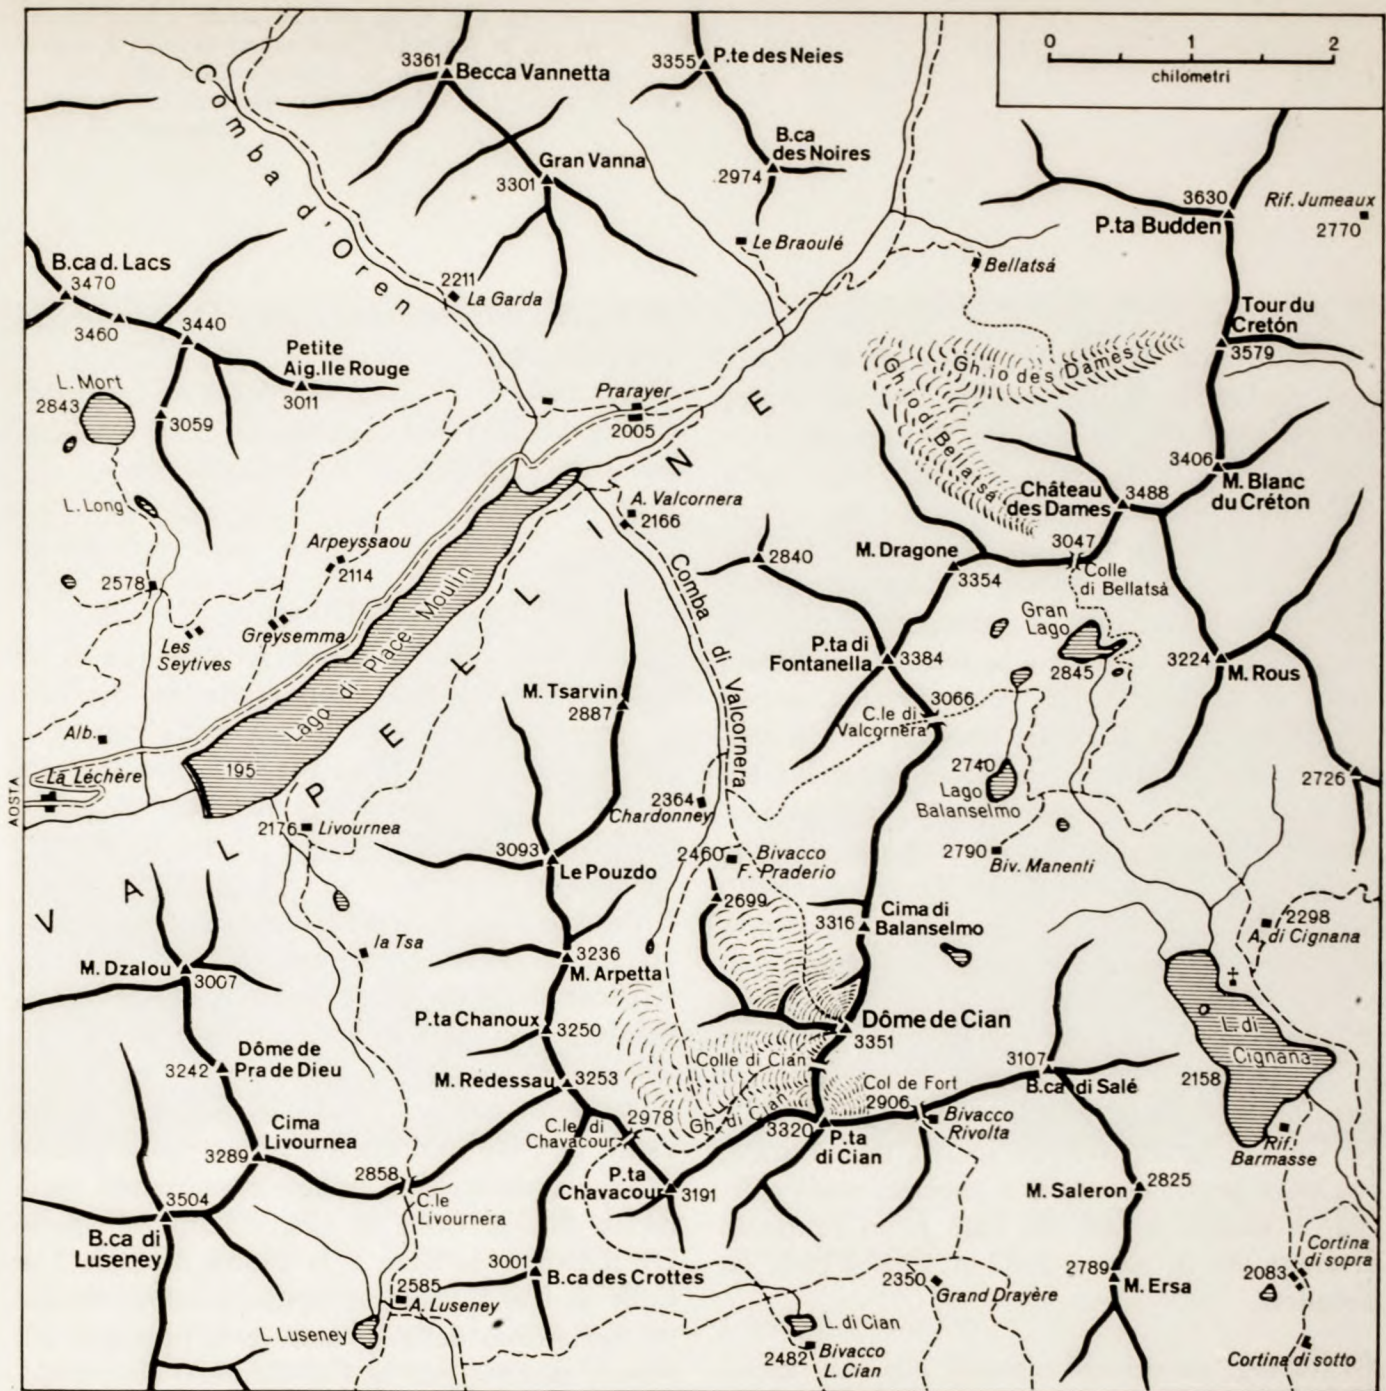 0 1 2
chilometri
3361
Becca Vannetta
3355
P.te des Neies
B.ca
des Noires
2974
Gran Vanna
3301
Comba d'Oren
Le Braoulé
Bellatsá
3630
P.ta Budden
Rif. Jumeaux
2770
B.ca d. Lacs
3470
3460
3440
2211
La Garda
Tour du
Cretón
3579
Petite
Aig.lle Rouge
3011
L. Mort
2843
3059
Prarayer
2005
Gh.io des Dames
Gh.io d. Bellatsá
3406
M. Blanc
du Créton
Château
des Dames
3488
L. Long
A. Valcornera
2166
Arpeyssaou
2114
2840
M. Dragone
3354
3047
Colle
di Bellatsá
2578
Les
Seytives
Greysemma
Lago di Place Moulin
195
Comba di Valcornera
P.ta di
Fontanella
3384
Gran
Lago
2845
3224
M. Rous
M. Tsarvin
2887
3066
C.le di
Valcornera
Alb.
La Léchère
AOSTA
VALPELLINE
2740
Lago
Balanselmo
2726
2364
Chardonney
2176
Livournea
2790
Biv. Manenti
3093
Le Pouzdo
2460
Bivacco
F. Praderio
2699
3316
Cima di
Balanselmo
2298
A. di Cignana
la Tsa
M. Dzalou
3007
3236
M. Arpetta
P.ta Chanoux
3250
Dôme de Cian
3351
L. di
Cignana
2158
Dôme de
Pra de Dieu
3242
M. Redessau
3253
Colle di Cian
Gh. di Cian
Col de Fort
2906
3107
B.ca di Salé
Bivacco
Rivolta
Cima
Livournea
3289
2978
C.le di
Chavacour
3320
P.ta
di Cian
Rif.
Barmasse
2858
C.le
Livournera
P.ta
Chavacour
3191
M. Saleron
2825
3504
B.ca di
Luseney
3001
B.ca des Crottes
2585
A. Luseney
L. Luseney
2350
Grand Drayère
2789
M. Ersa
Cortina
di sopra
2083
L. di Cian
2482
Bivacco
L. Cian
Cortina di sotto